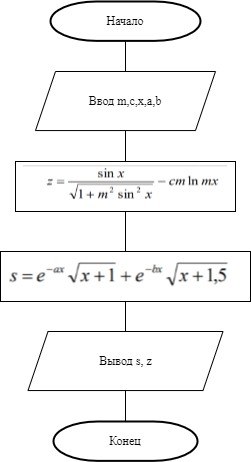 Начало
Ввод m,c,x,a,b
z = sin x / √(1 + m² sin² x) − cm ln mx
s = e^(−ax) √(x+1) + e^(−bx) √(x+1,5)
Вывод s, z
Конец